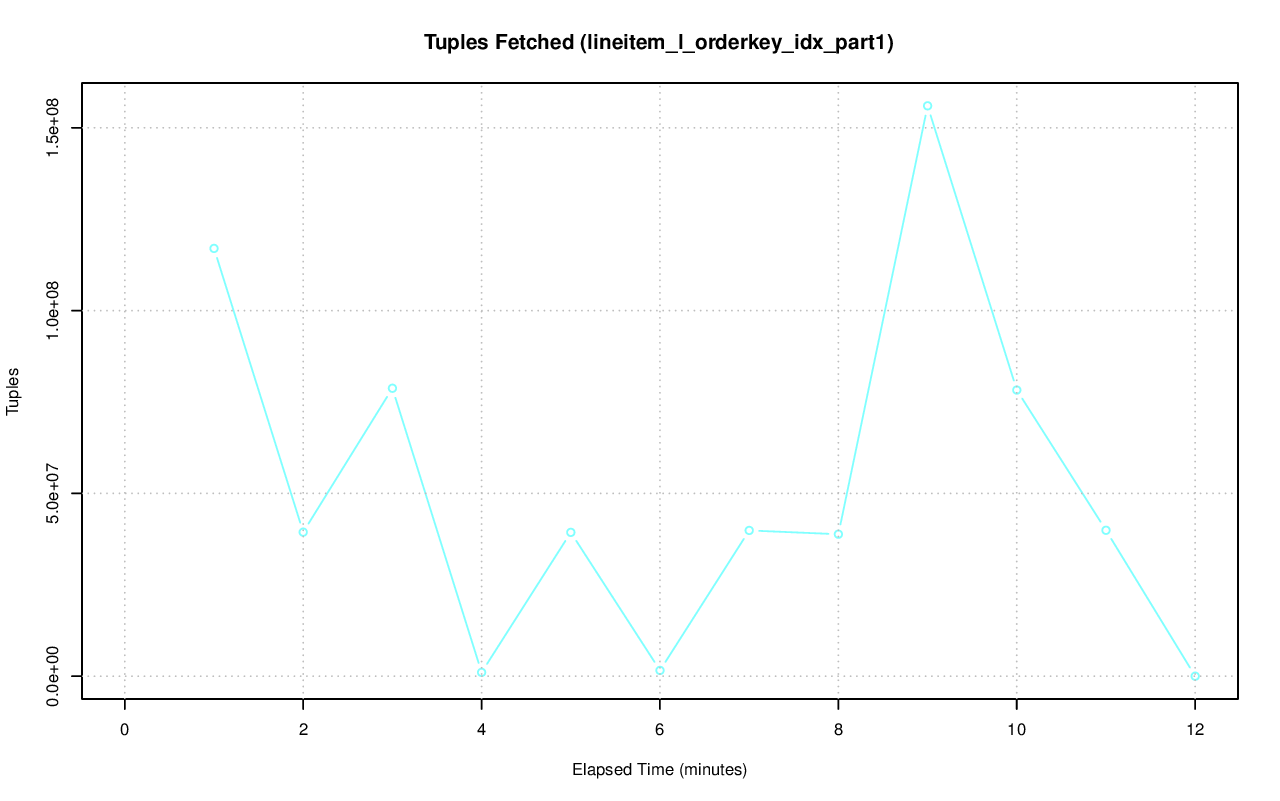 Tuples Fetched (lineitem_l_orderkey_idx_part1)
Tuples
1.5e+08
1.0e+08
5.0e+07
0.0e+00
0 2 4 6 8 10 12
Elapsed Time (minutes)